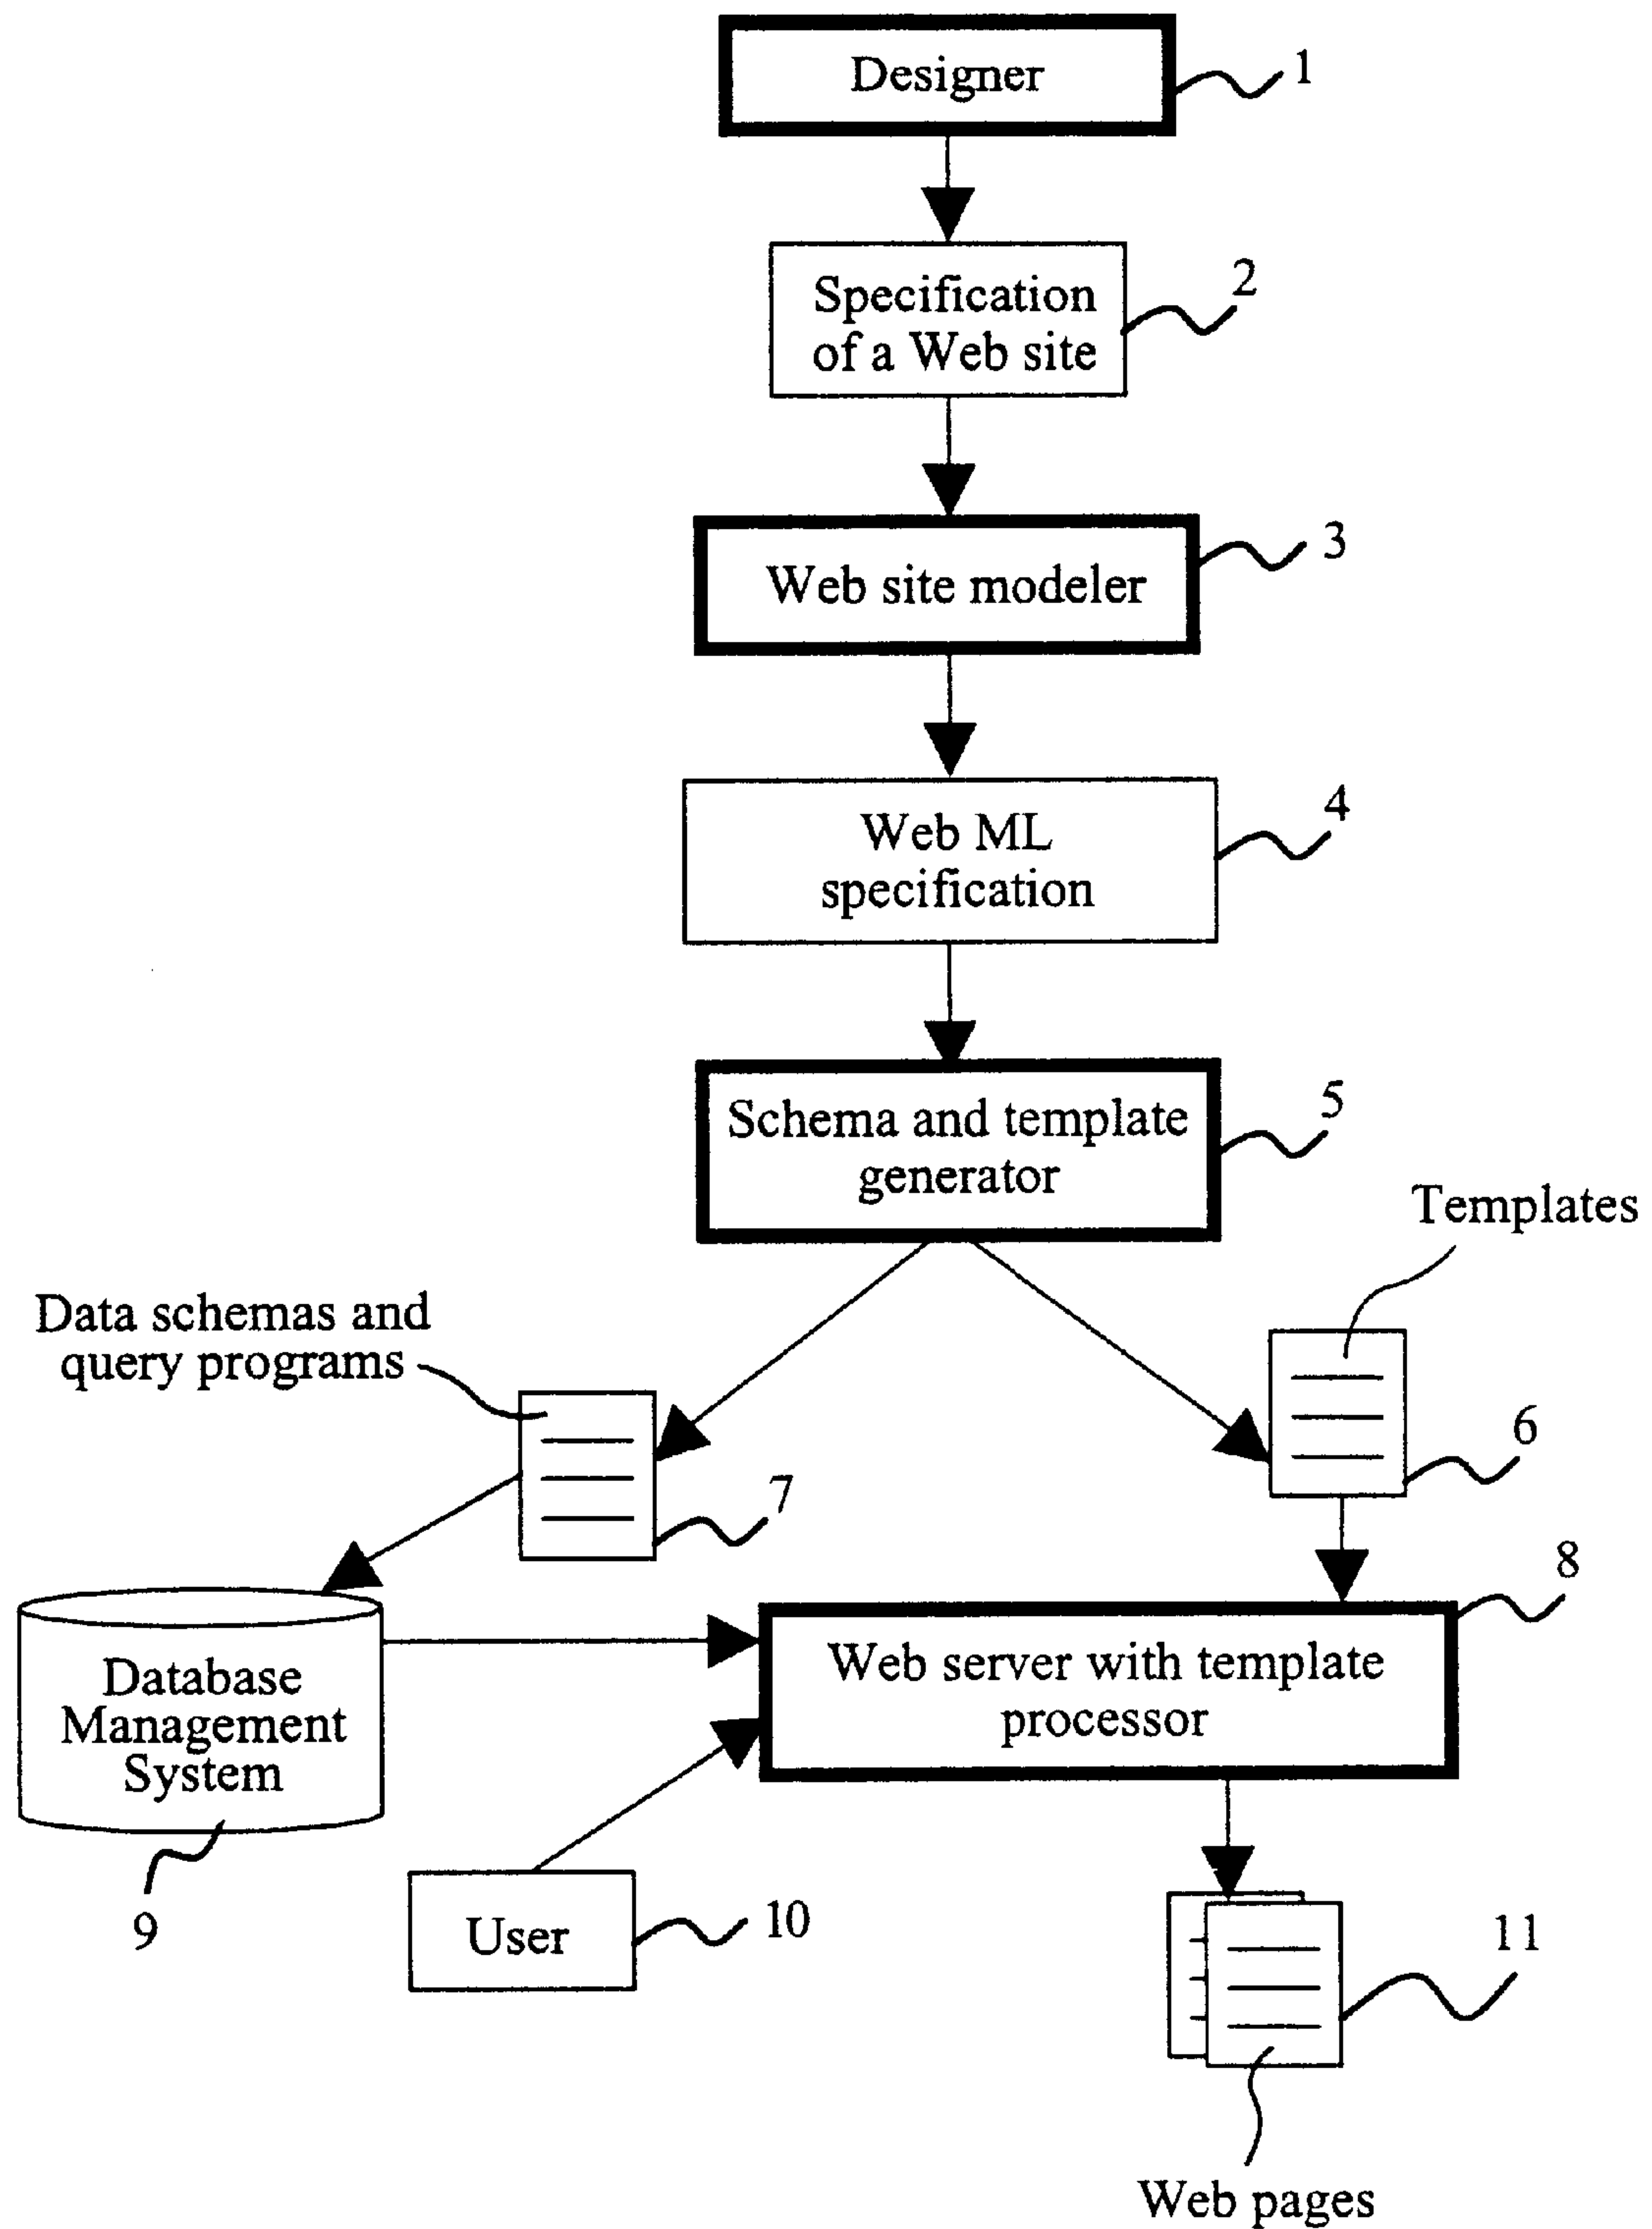 Designer
1
Specification
of a Web site
2
Web site modeler
3
Web ML
specification
4
Schema and template
generator
5
Templates
Data schemas and
query programs
6
7
8
Database
Management
System
Web server with template
processor
9
User
10
11
Web pages